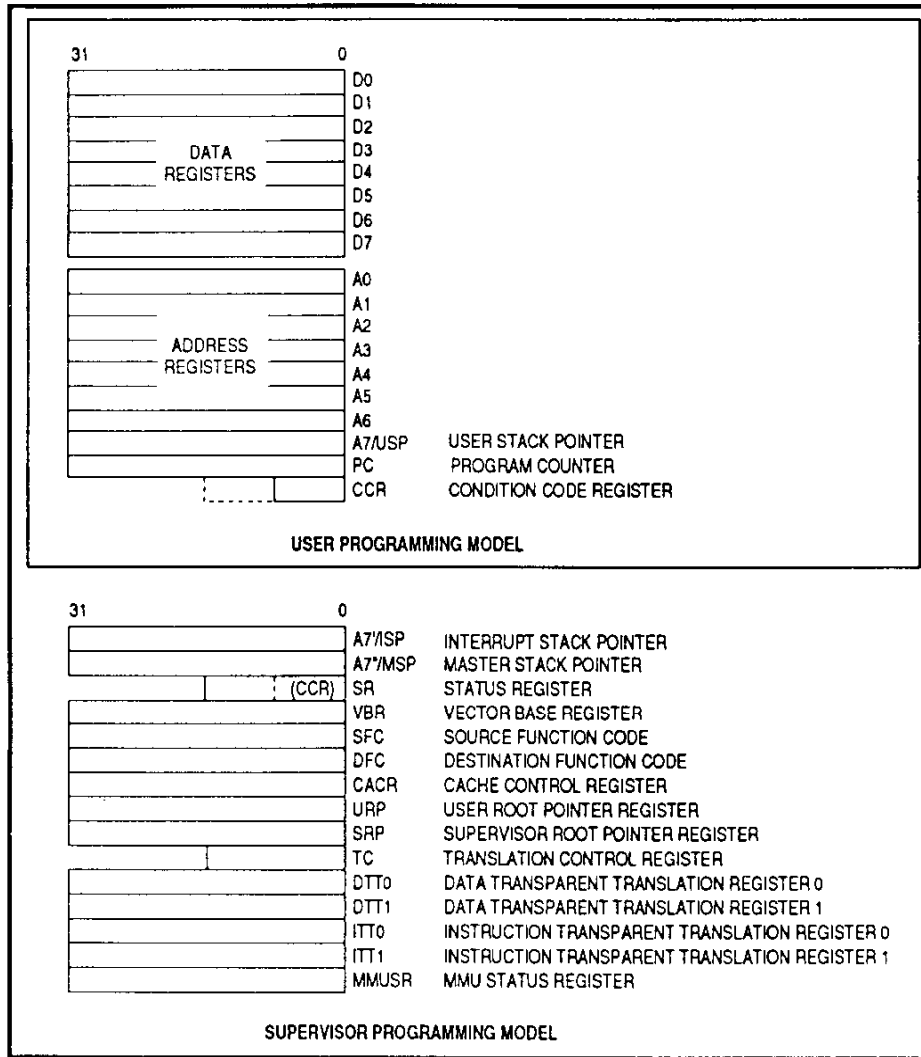 31 0
D0
D1
D2
DATA D3
REGISTERS D4
D5
D6
D7
A0
A1
A2
ADDRESS A3
REGISTERS A4
A5
A6
A7/USP USER STACK POINTER
PC PROGRAM COUNTER
CCR CONDITION CODE REGISTER
USER PROGRAMMING MODEL
31 0
A7'/ISP INTERRUPT STACK POINTER
A7"/MSP MASTER STACK POINTER
(CCR) SR STATUS REGISTER
VBR VECTOR BASE REGISTER
SFC SOURCE FUNCTION CODE
DFC DESTINATION FUNCTION CODE
CACR CACHE CONTROL REGISTER
URP USER ROOT POINTER REGISTER
SRP SUPERVISOR ROOT POINTER REGISTER
TC TRANSLATION CONTROL REGISTER
DTT0 DATA TRANSPARENT TRANSLATION REGISTER 0
DTT1 DATA TRANSPARENT TRANSLATION REGISTER 1
ITT0 INSTRUCTION TRANSPARENT TRANSLATION REGISTER 0
ITT1 INSTRUCTION TRANSPARENT TRANSLATION REGISTER 1
MMUSR MMU STATUS REGISTER
SUPERVISOR PROGRAMMING MODEL